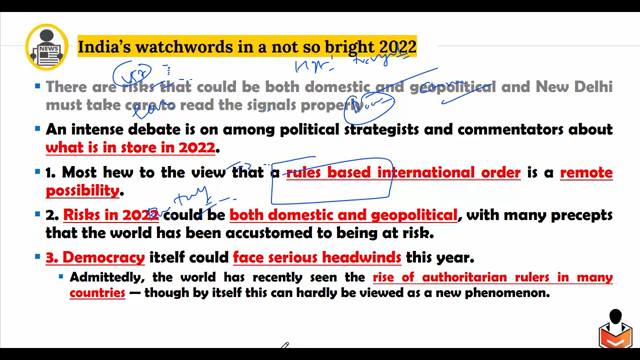 NEWS
India's watchwords in a not so bright 2022
There are risks that could be both domestic and geopolitical and New Delhi
must take care to read the signals properly
• An intense debate is on among political strategists and commentators about
what is in store in 2022.
• 1. Most hew to the view that a rules based international order is a remote
possibility.
• 2. Risks in 2022 could be both domestic and geopolitical, with many precepts
that the world has been accustomed to being at risk.
• 3. Democracy itself could face serious headwinds this year.
• Admittedly, the world has recently seen the rise of authoritarian rulers in many
countries — though by itself this can hardly be viewed as a new phenomenon.